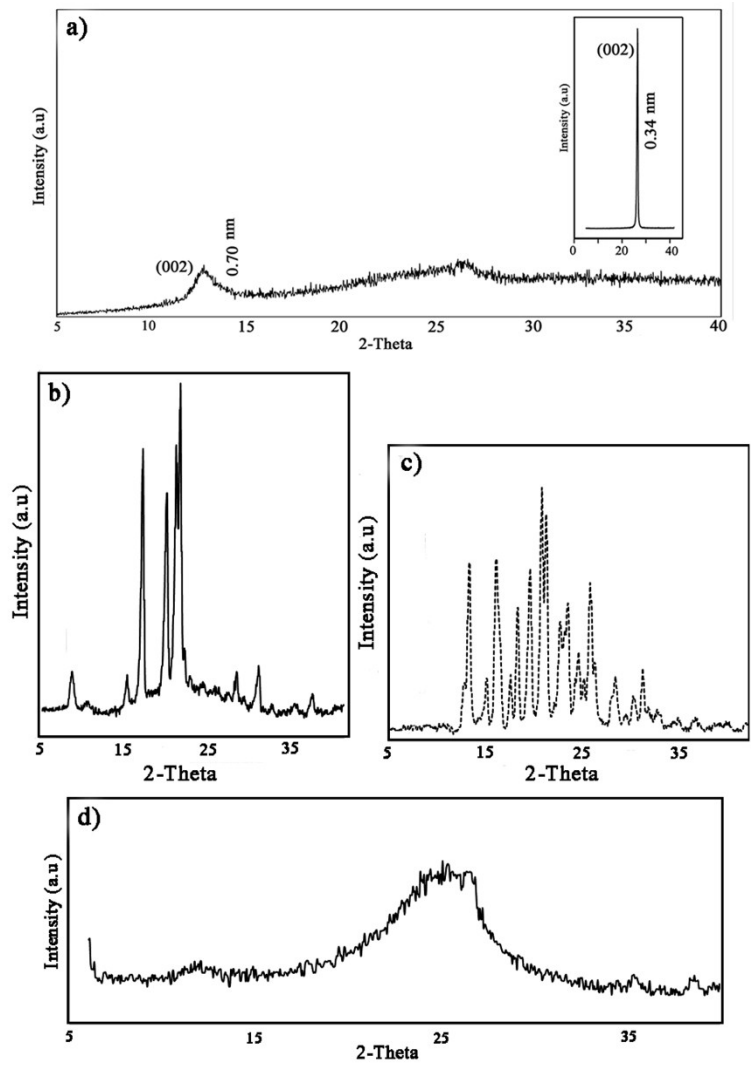 a)
Intensity (a.u)
(002)
0.70 nm
5 10 15 20 25 30 35 40
2-Theta
Intensity (a.u)
(002)
0.34 nm
0 20 40
b)
Intensity (a.u)
5 15 25 35
2-Theta
c)
Intensity (a.u)
5 15 25 35
2-Theta
d)
Intensity (a.u)
5 15 25 35
2-Theta